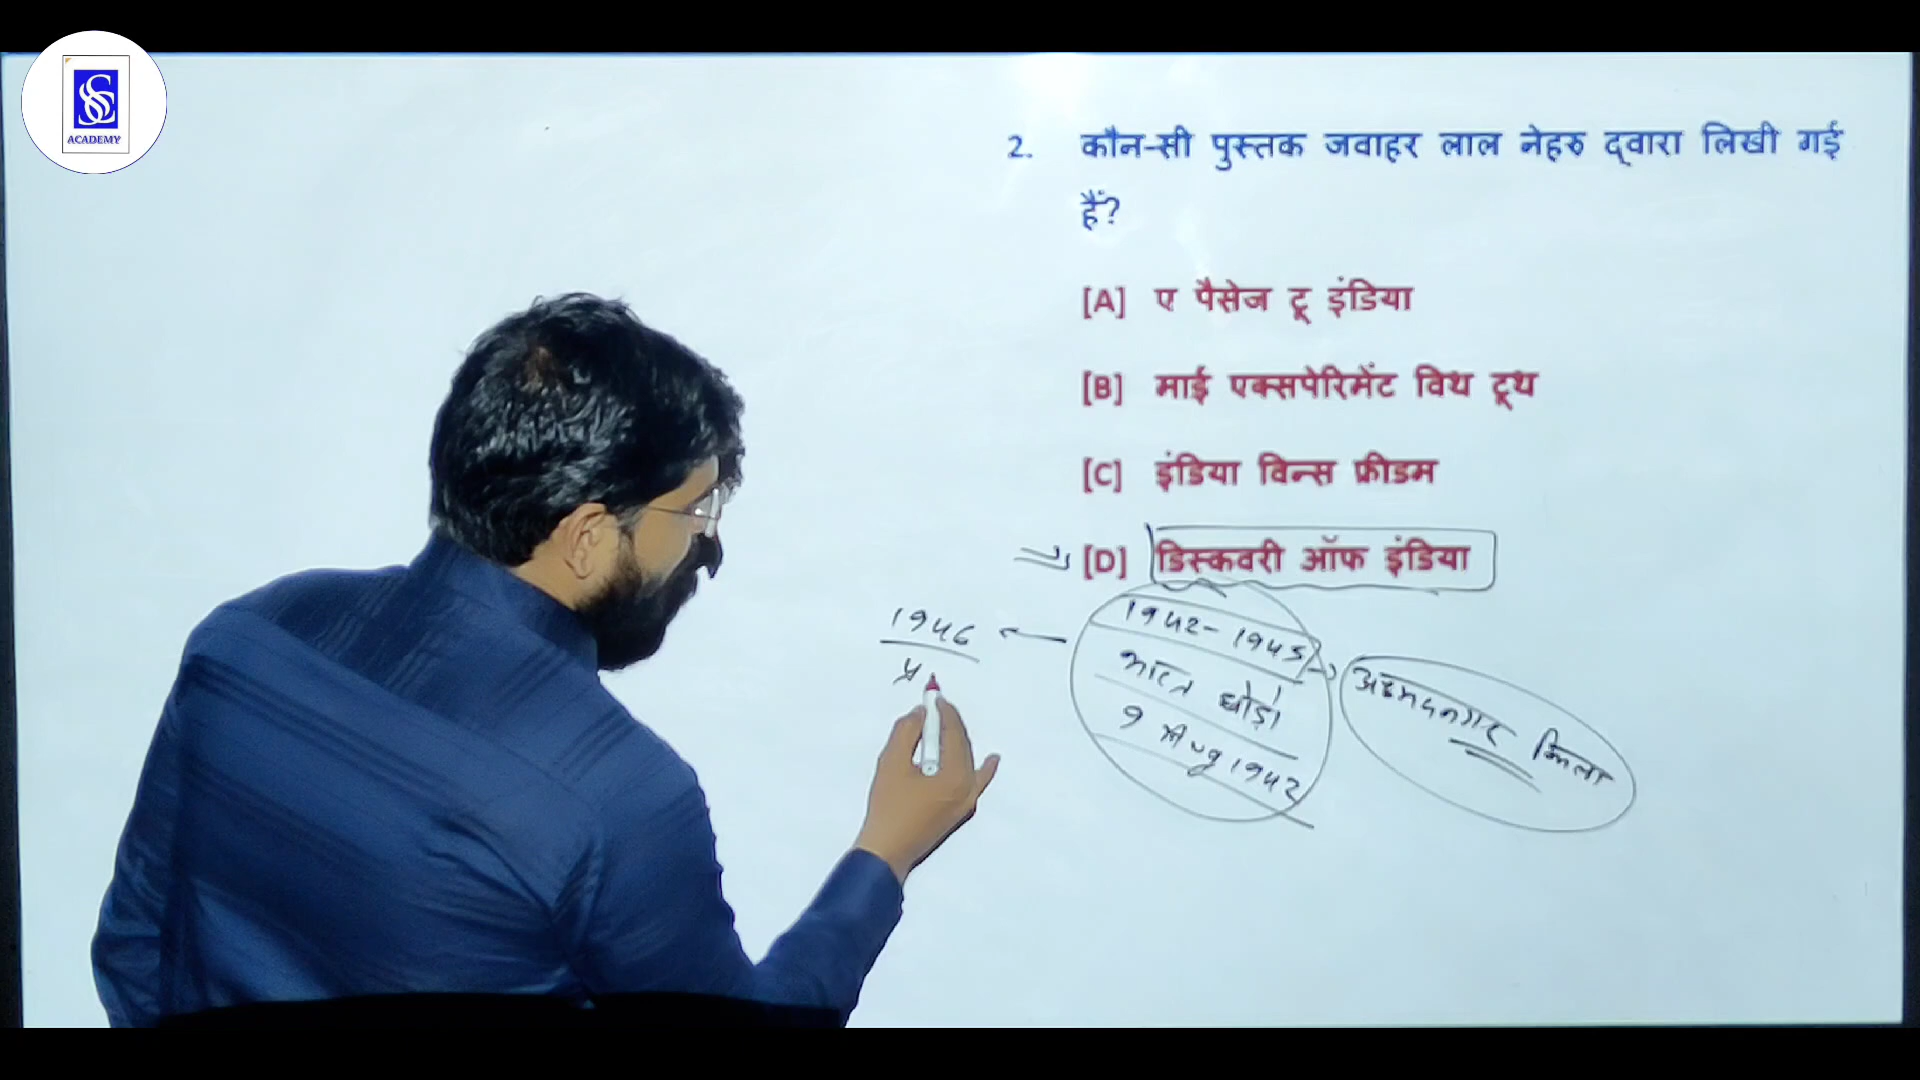 SSC
ACADEMY
2. कौन-सी पुस्तक जवाहर लाल नेहरु द्वारा लिखी गई
हैं?
[A] ए पैसेज टू इंडिया
[B] माई एक्सपेरिमेंट विथ ट्रूथ
[C] इंडिया विन्स फ्रीडम
[D] डिस्कवरी ऑफ इंडिया
1942-1945
भारत छोड़ो
9 Aug 1942
अहमदनगर किला
1946
प्र